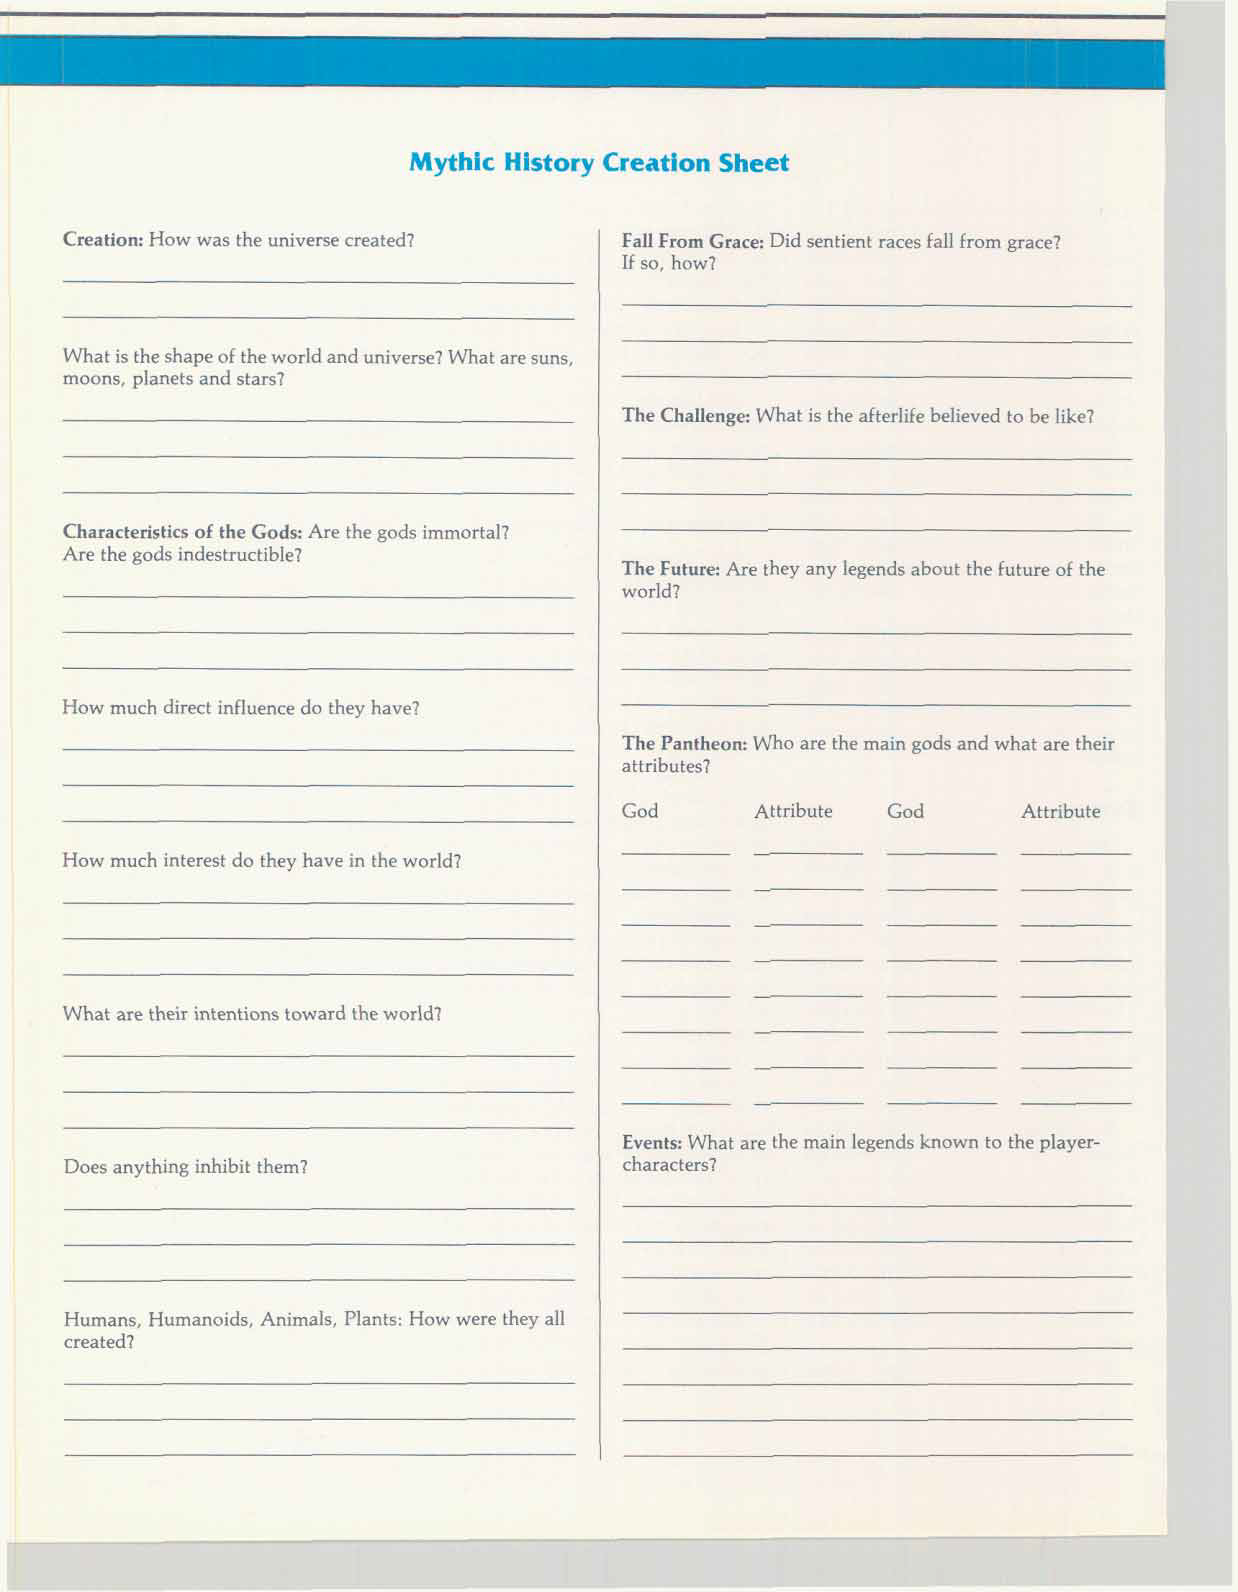 Mythic History Creation Sheet
Creation: How was the universe created?
What is the shape of the world and universe? What are suns,
moons, planets and stars?
Characteristics of the Gods: Are the gods immortal?
Are the gods indestructible?
How much direct influence do they have?
How much interest do they have in the world?
What are their intentions toward the world?
Does anything inhibit them?
Humans, Humanoids, Animals, Plants: How were they all
created?
Fall From Grace: Did sentient races fall from grace?
If so, how?
The Challenge: What is the afterlife believed to be like?
The Future: Are they any legends about the future of the
world?
The Pantheon: Who are the main gods and what are their
attributes?
God Attribute God Attribute
Events: What are the main legends known to the player-
characters?